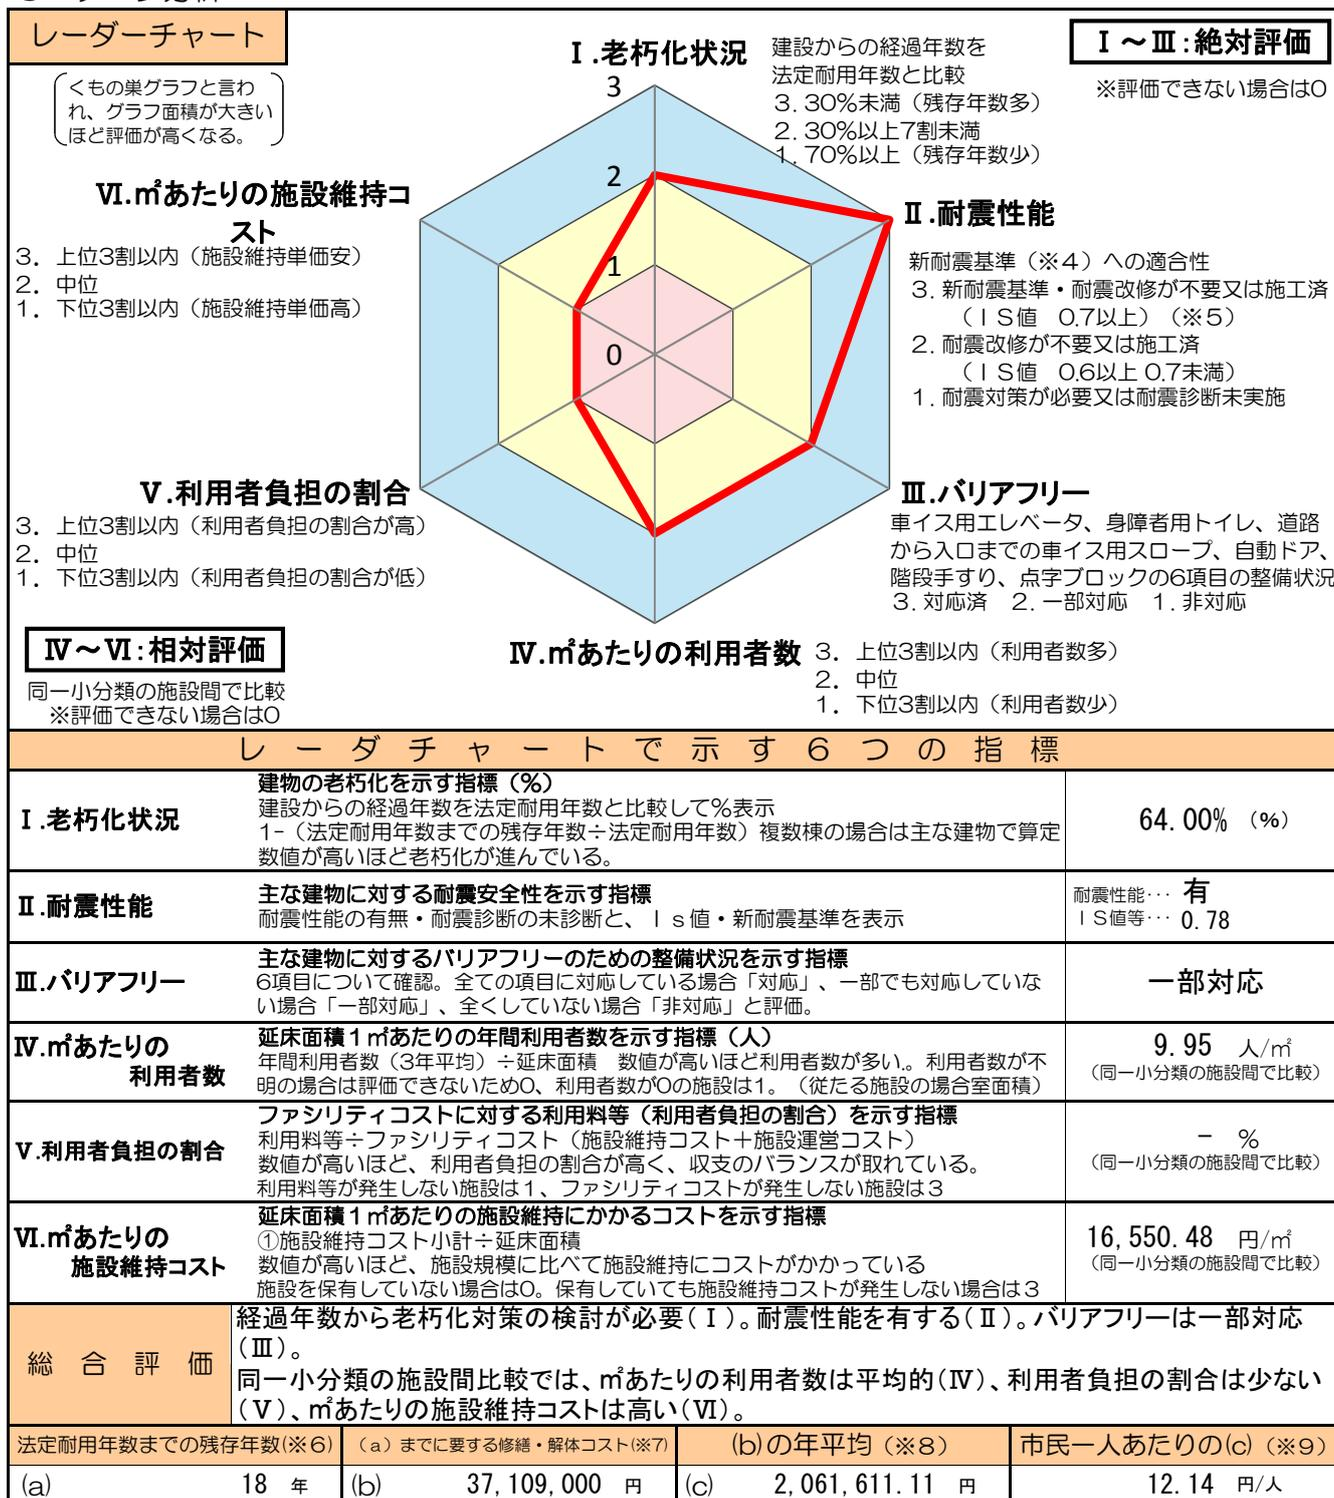 レーダーチャート
くもの巣グラフと言わ
れ、グラフ面積が大きい
ほど評価が高くなる。
Ⅰ～Ⅲ：絶対評価
※評価できない場合は0
Ⅰ.老朽化状況
建設からの経過年数を
法定耐用年数と比較
3. 30%未満（残存年数多）
2. 30%以上7割未満
1. 70%以上（残存年数少）
3
2
1
0
Ⅱ.耐震性能
新耐震基準（※４）への適合性
3. 新耐震基準・耐震改修が不要又は施工済
（ＩＳ値　0.7以上）（※５）
2. 耐震改修が不要又は施工済
（ＩＳ値　0.6以上 0.7未満）
1. 耐震対策が必要又は耐震診断未実施
Ⅵ.㎡あたりの施設維持コ
スト
3．上位3割以内（施設維持単価安）
2．中位
1．下位3割以内（施設維持単価高）
Ⅴ.利用者負担の割合
3．上位3割以内（利用者負担の割合が高）
2．中位
1．下位3割以内（利用者負担の割合が低）
Ⅲ.バリアフリー
車イス用エレベータ、身障者用トイレ、道路
から入口までの車イス用スロープ、自動ドア、
階段手すり、点字ブロックの6項目の整備状況
3. 対応済　2. 一部対応　1. 非対応
Ⅳ～Ⅵ：相対評価
同一小分類の施設間で比較
※評価できない場合は0
Ⅳ.㎡あたりの利用者数
3．上位3割以内（利用者数多）
2．中位
1．下位3割以内（利用者数少）
レーダチャートで示す６つの指標
Ⅰ.老朽化状況
建物の老朽化を示す指標（%）
建設からの経過年数を法定耐用年数と比較して%表示
1-（法定耐用年数までの残存年数÷法定耐用年数）複数棟の場合は主な建物で算定
数値が高いほど老朽化が進んでいる。
64.00% （%）
Ⅱ.耐震性能
主な建物に対する耐震安全性を示す指標
耐震性能の有無・耐震診断の未診断と、Ｉｓ値・新耐震基準を表示
耐震性能… 有
ＩＳ値等… 0.78
Ⅲ.バリアフリー
主な建物に対するバリアフリーのための整備状況を示す指標
6項目について確認。全ての項目に対応している場合「対応」、一部でも対応していな
い場合「一部対応」、全くしていない場合「非対応」と評価。
一部対応
Ⅳ.㎡あたりの
利用者数
延床面積１㎡あたりの年間利用者数を示す指標（人）
年間利用者数（3年平均）÷延床面積　数値が高いほど利用者数が多い。利用者数が不
明の場合は評価できないため0、利用者数が0の施設は1。（従たる施設の場合室面積）
9.95 人/㎡
（同一小分類の施設間で比較）
Ⅴ.利用者負担の割合
ファシリティコストに対する利用料等（利用者負担の割合）を示す指標
利用料等÷ファシリティコスト（施設維持コスト＋施設運営コスト）
数値が高いほど、利用者負担の割合が高く、収支のバランスが取れている。
利用料等が発生しない施設は１、ファシリティコストが発生しない施設は３
－ %
（同一小分類の施設間で比較）
Ⅵ.㎡あたりの
施設維持コスト
延床面積１㎡あたりの施設維持にかかるコストを示す指標
①施設維持コスト小計÷延床面積
数値が高いほど、施設規模に比べて施設維持にコストがかかっている
施設を保有していない場合は0。保有していても施設維持コストが発生しない場合は３
16,550.48 円/㎡
（同一小分類の施設間で比較）
総合評価
経過年数から老朽化対策の検討が必要（Ⅰ）。耐震性能を有する（Ⅱ）。バリアフリーは一部対応
（Ⅲ）。
同一小分類の施設間比較では、㎡あたりの利用者数は平均的（Ⅳ）、利用者負担の割合は少ない
（Ⅴ）、㎡あたりの施設維持コストは高い（Ⅵ）。
法定耐用年数までの残存年数(※６)
（a）までに要する修繕・解体コスト(※7)
(b)の年平均（※８）
市民一人あたりの(c)（※９）
(a) 18 年
(b) 37,109,000 円
(c) 2,061,611.11 円
12.14 円/人